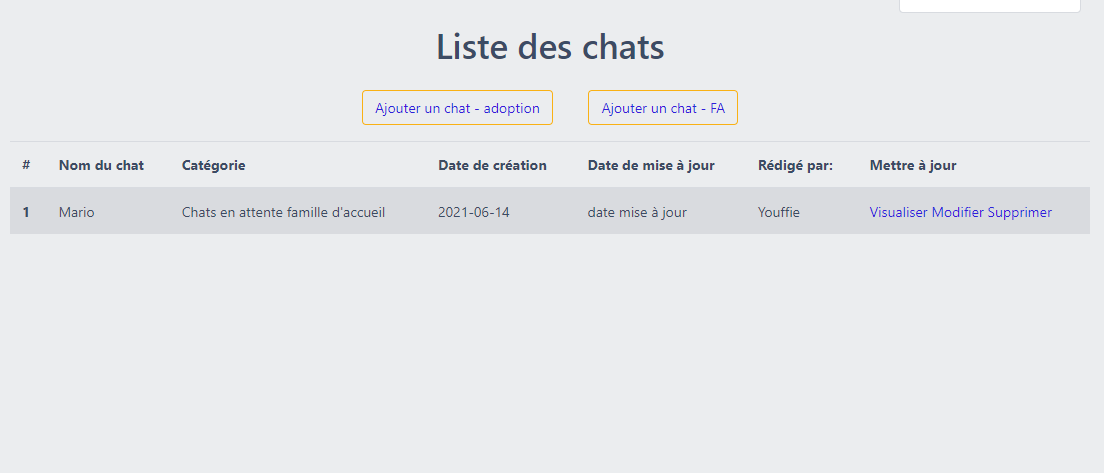 Liste des chats
Ajouter un chat - adoption Ajouter un chat - FA
# Nom du chat Catégorie Date de création Date de mise à jour Rédigé par: Mettre à jour
1 Mario Chats en attente famille d'accueil 2021-06-14 date mise à jour Youffie Visualiser Modifier Supprimer